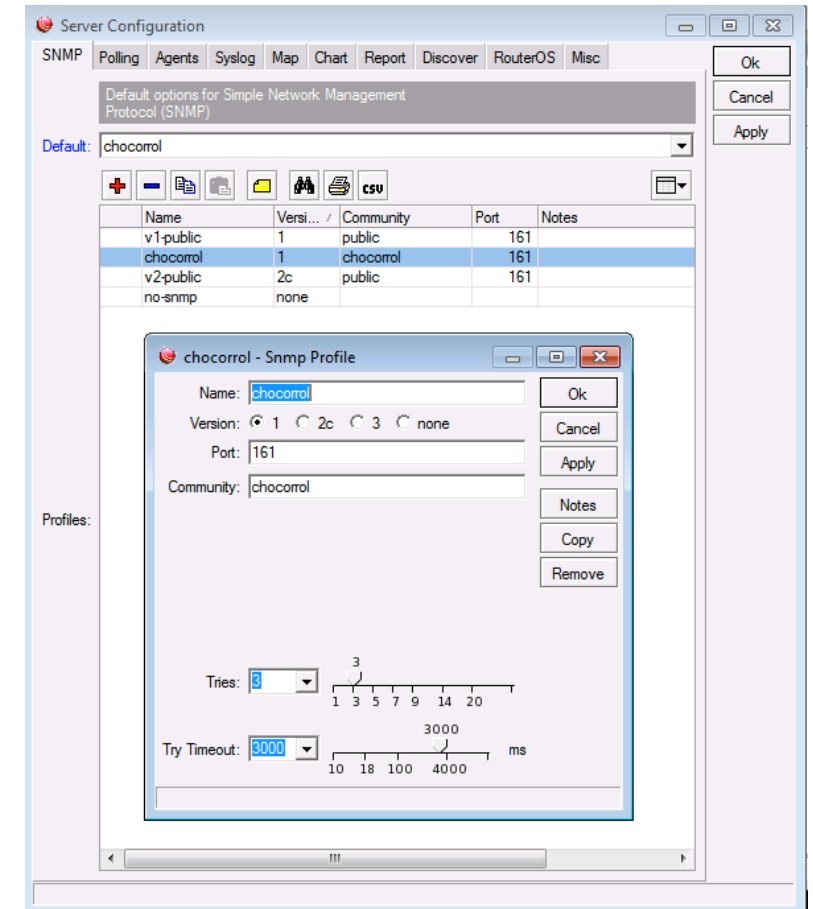 Server Configuration
SNMP Polling Agents Syslog Map Chart Report Discover RouterOS Misc
Ok
Cancel
Apply
Default options for Simple Network Management
Protocol (SNMP)
Default: chocorrol
csv
Name Versi... Community Port Notes
v1-public 1 public 161
chocorrol 1 chocorrol 161
v2-public 2c public 161
no-snmp none
Profiles:
chocorrol - Snmp Profile
Name: chocorrol
Version: 1 2c 3 none
Port: 161
Community: chocorrol
Ok
Cancel
Apply
Notes
Copy
Remove
3
Tries: 3
1 3 5 7 9 14 20
3000
Try Timeout: 3000 ms
10 18 100 4000